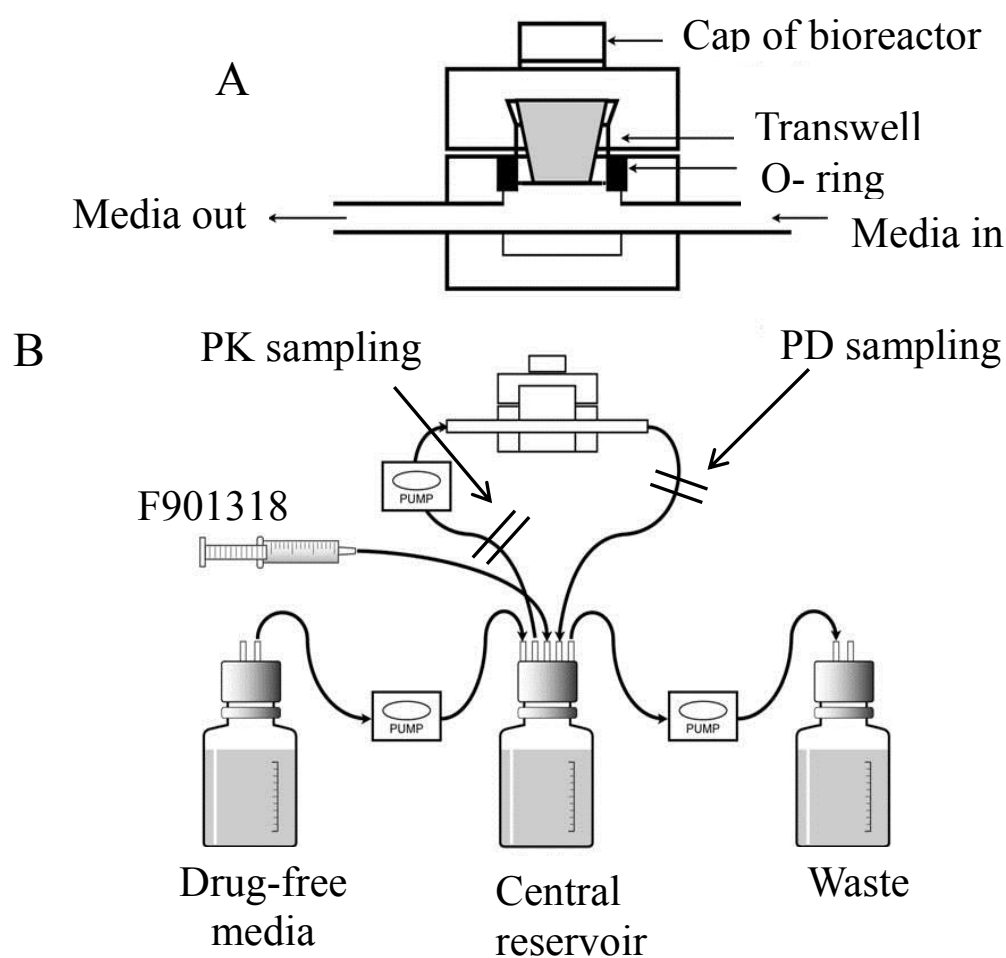 A
Cap of bioreactor
Transwell
O- ring
Media out
Media in
B
PK sampling
PD sampling
PUMP
F901318
PUMP
PUMP
Drug-free
media
Central
reservoir
Waste